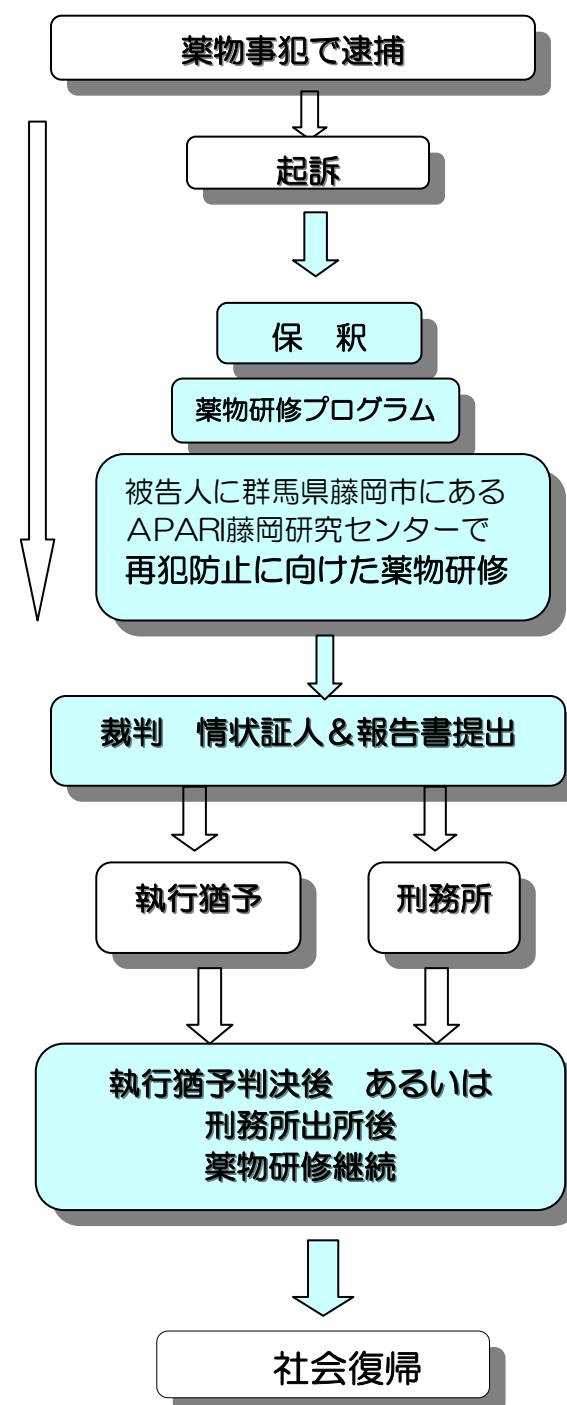 薬物事犯で逮捕
起訴
保　釈
薬物研修プログラム
被告人に群馬県藤岡市にある
APARI藤岡研究センターで
再犯防止に向けた薬物研修
裁判　情状証人＆報告書提出
執行猶予
刑務所
執行猶予判決後　あるいは
刑務所出所後
薬物研修継続
社会復帰